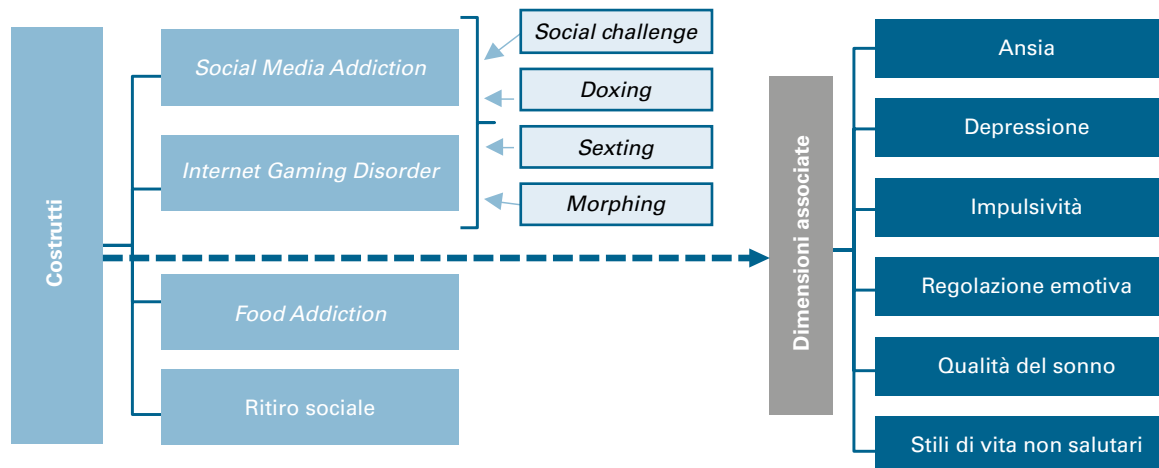 Costrutti
Social Media Addiction
Internet Gaming Disorder
Food Addiction
Ritiro sociale
Social challenge
Doxing
Sexting
Morphing
Dimensioni associate
Ansia
Depressione
Impulsività
Regolazione emotiva
Qualità del sonno
Stili di vita non salutari